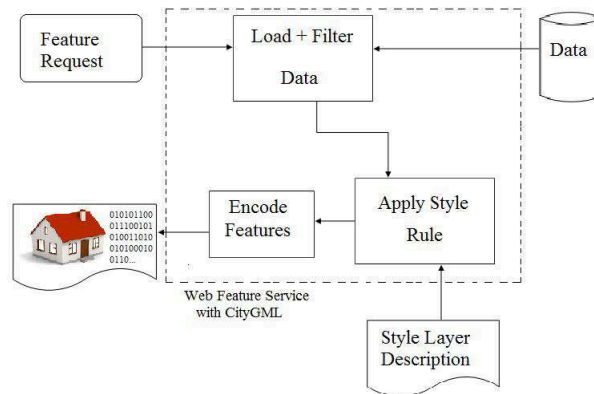 Feature
Request
Load + Filter
Data
Data
Encode
Features
Apply Style
Rule
010101100
011100101
010011010
010100010
0110...
Web Feature Service
with CityGML
Style Layer
Description